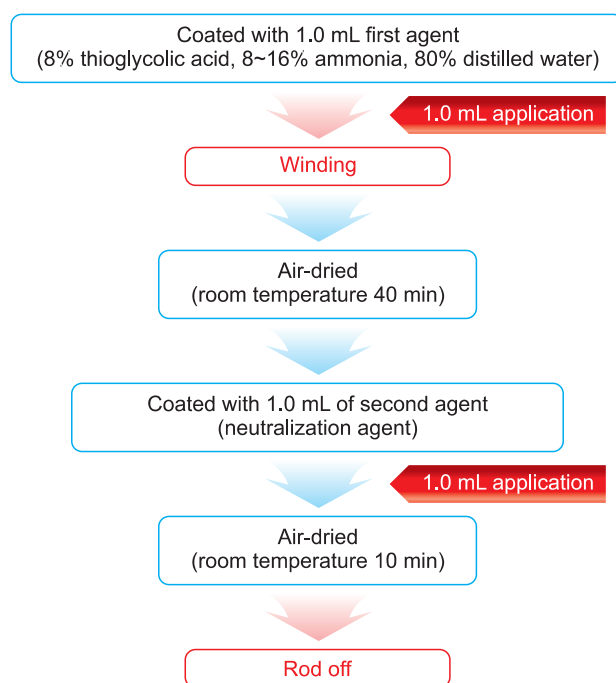 Coated with 1.0 mL first agent
(8% thioglycolic acid, 8~16% ammonia, 80% distilled water)
1.0 mL application
Winding
Air-dried
(room temperature 40 min)
Coated with 1.0 mL of second agent
(neutralization agent)
1.0 mL application
Air-dried
(room temperature 10 min)
Rod off